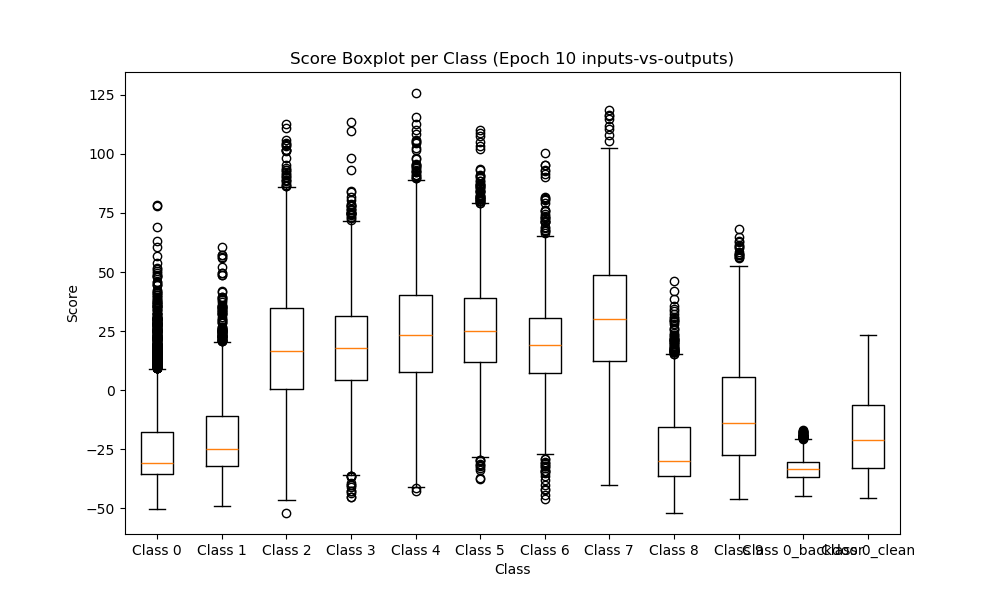 Score Boxplot per Class (Epoch 10 inputs-vs-outputs)
125
100
75
50
25
0
−25
−50
Score
Class 0 Class 1 Class 2 Class 3 Class 4 Class 5 Class 6 Class 7 Class 8 Class 9 Class 0_backdoor Class 0_clean
Class